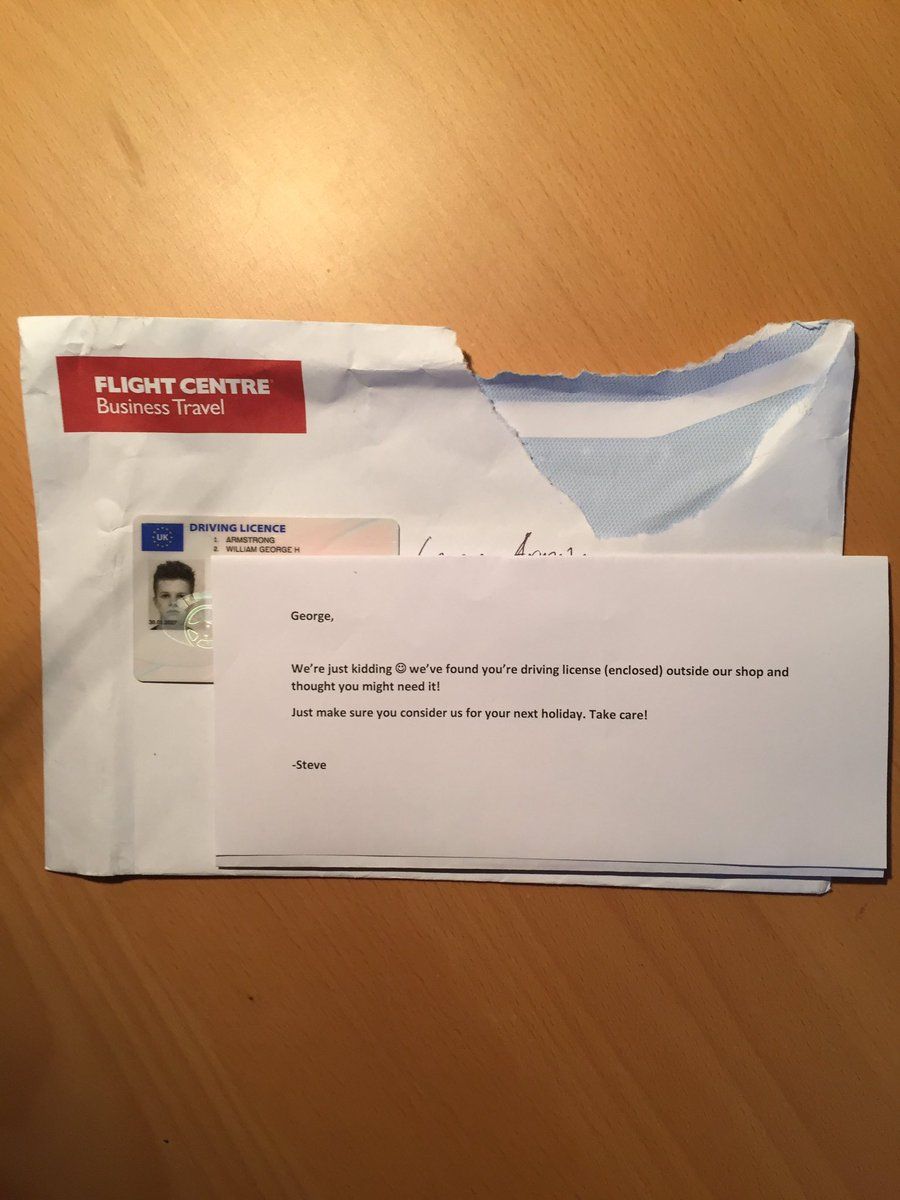 FLIGHT CENTRE
Business Travel
UK
DRIVING LICENCE
1. ARMSTRONG
2. WILLIAM GEORGE H
George,
We're just kidding ☺ we've found you're driving license (enclosed) outside our shop and
thought you might need it!
Just make sure you consider us for your next holiday. Take care!
-Steve